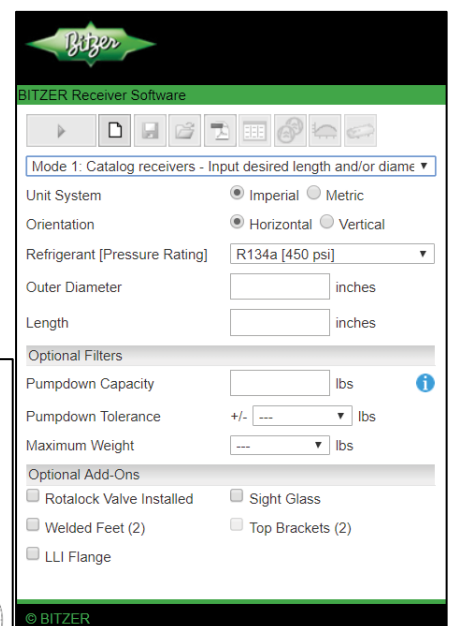 Bitzer
BITZER Receiver Software
Mode 1: Catalog receivers - Input desired length and/or diame
Unit System Imperial Metric
Orientation Horizontal Vertical
Refrigerant [Pressure Rating] R134a [450 psi]
Outer Diameter inches
Length inches
Optional Filters
Pumpdown Capacity lbs i
Pumpdown Tolerance +/- --- lbs
Maximum Weight --- lbs
Optional Add-Ons
Rotalock Valve Installed Sight Glass
Welded Feet (2) Top Brackets (2)
LLI Flange
© BITZER